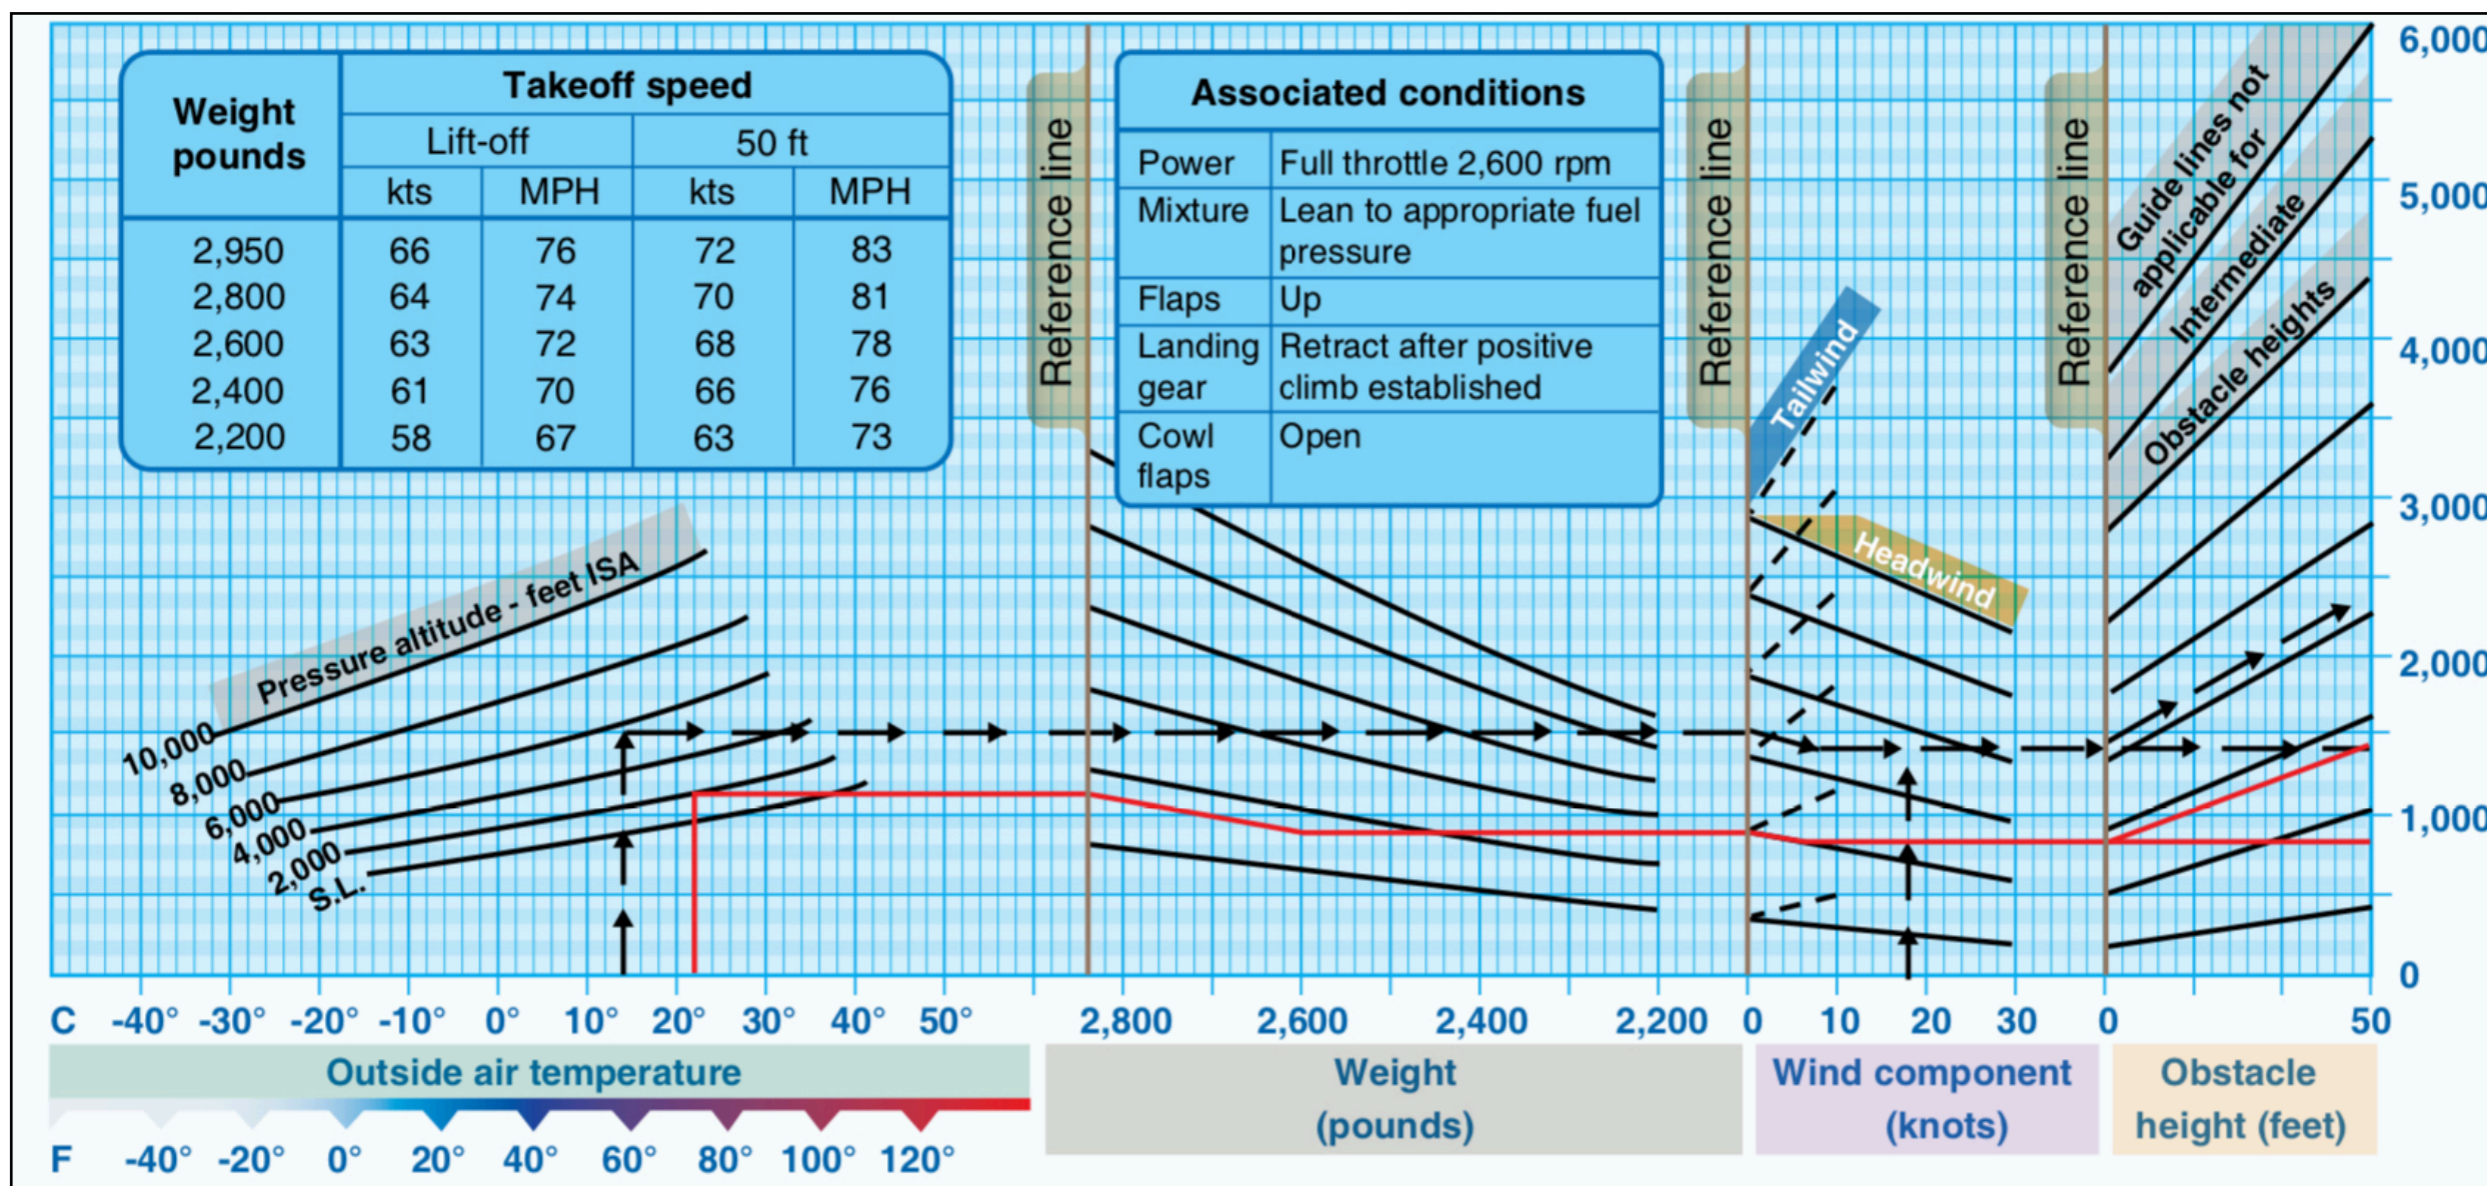 Weight pounds
Takeoff speed
Lift-off 50 ft
kts MPH kts MPH
2,950 66 76 72 83
2,800 64 74 70 81
2,600 63 72 68 78
2,400 61 70 66 76
2,200 58 67 63 73
Reference line
Associated conditions
Power Full throttle 2,600 rpm
Mixture Lean to appropriate fuel
pressure
Flaps Up
Landing gear Retract after positive
climb established
Cowl flaps Open
Reference line
Tailwind
Headwind
Reference line
Guide lines not
applicable for
Intermediate
Obstacle heights
6,000
5,000
4,000
3,000
2,000
1,000
0
Pressure altitude - feet ISA
10,000
8,000
6,000
4,000
2,000
S.L.
C -40° -30° -20° -10° 0° 10° 20° 30° 40° 50° 2,800 2,600 2,400 2,200 0 10 20 30 0 50
Outside air temperature
F -40° -20° 0° 20° 40° 60° 80° 100° 120°
Weight
(pounds)
Wind component
(knots)
Obstacle
height (feet)